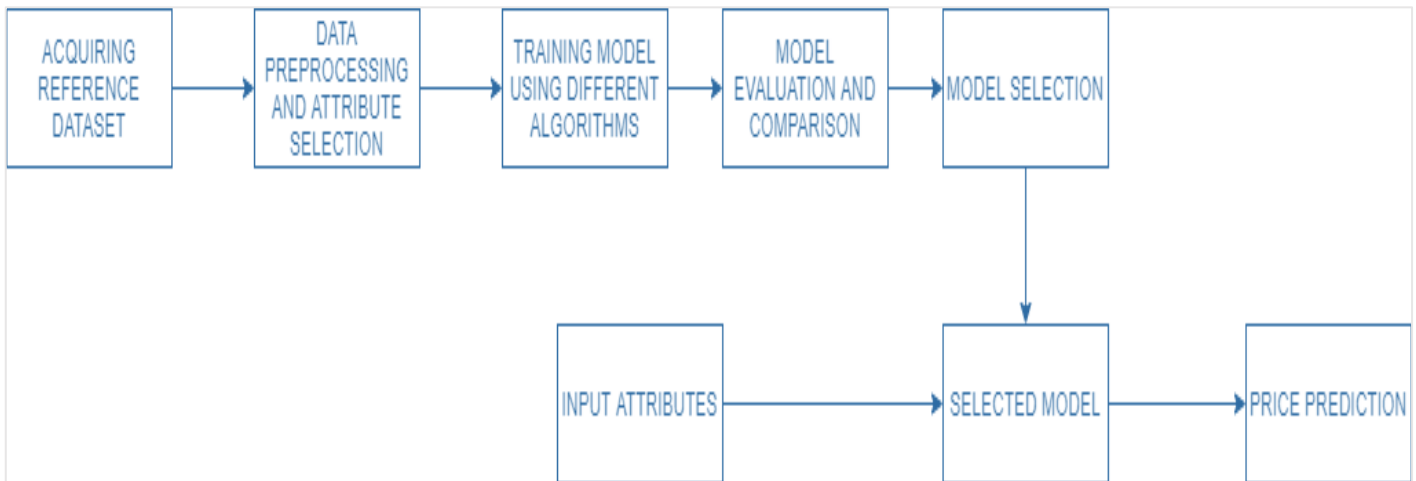 ACQUIRING
REFERENCE
DATASET
DATA
PREPROCESSING
AND ATTRIBUTE
SELECTION
TRAINING MODEL
USING DIFFERENT
ALGORITHMS
MODEL
EVALUATION AND
COMPARISON
MODEL SELECTION
INPUT ATTRIBUTES
SELECTED MODEL
PRICE PREDICTION